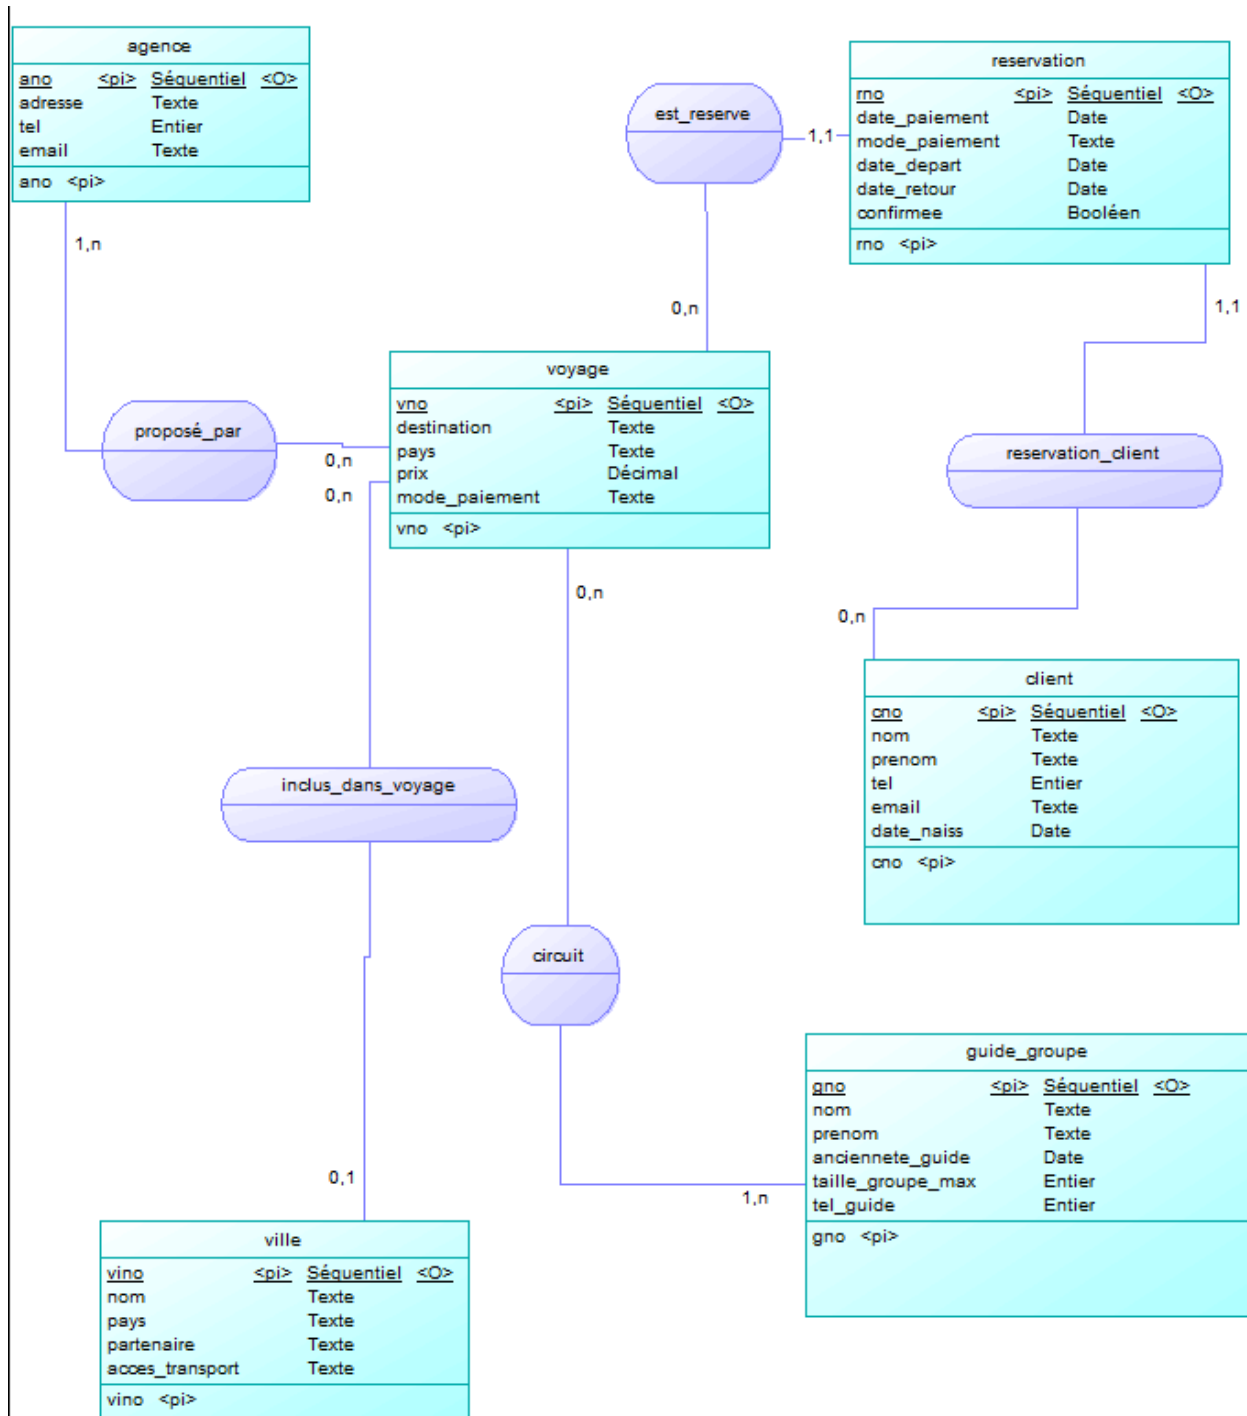 agence
ano <pi> Séquentiel <O>
adresse Texte
tel Entier
email Texte
ano <pi>
1,n
est_reserve
1,1
reservation
rno <pi> Séquentiel <O>
date_paiement Date
mode_paiement Texte
date_depart Date
date_retour Date
confirmee Booléen
rno <pi>
0,n
1,1
voyage
vno <pi> Séquentiel <O>
destination Texte
pays Texte
prix Décimal
mode_paiement Texte
vno <pi>
proposé_par
0,n
0,n
reservation_client
0,n
0,n
client
cno <pi> Séquentiel <O>
nom Texte
prenom Texte
tel Entier
email Texte
date_naiss Date
cno <pi>
inclus_dans_voyage
circuit
guide_groupe
gno <pi> Séquentiel <O>
nom Texte
prenom Texte
anciennete_guide Date
taille_groupe_max Entier
tel_guide Entier
gno <pi>
0,1
1,n
ville
vino <pi> Séquentiel <O>
nom Texte
pays Texte
partenaire Texte
acces_transport Texte
vino <pi>